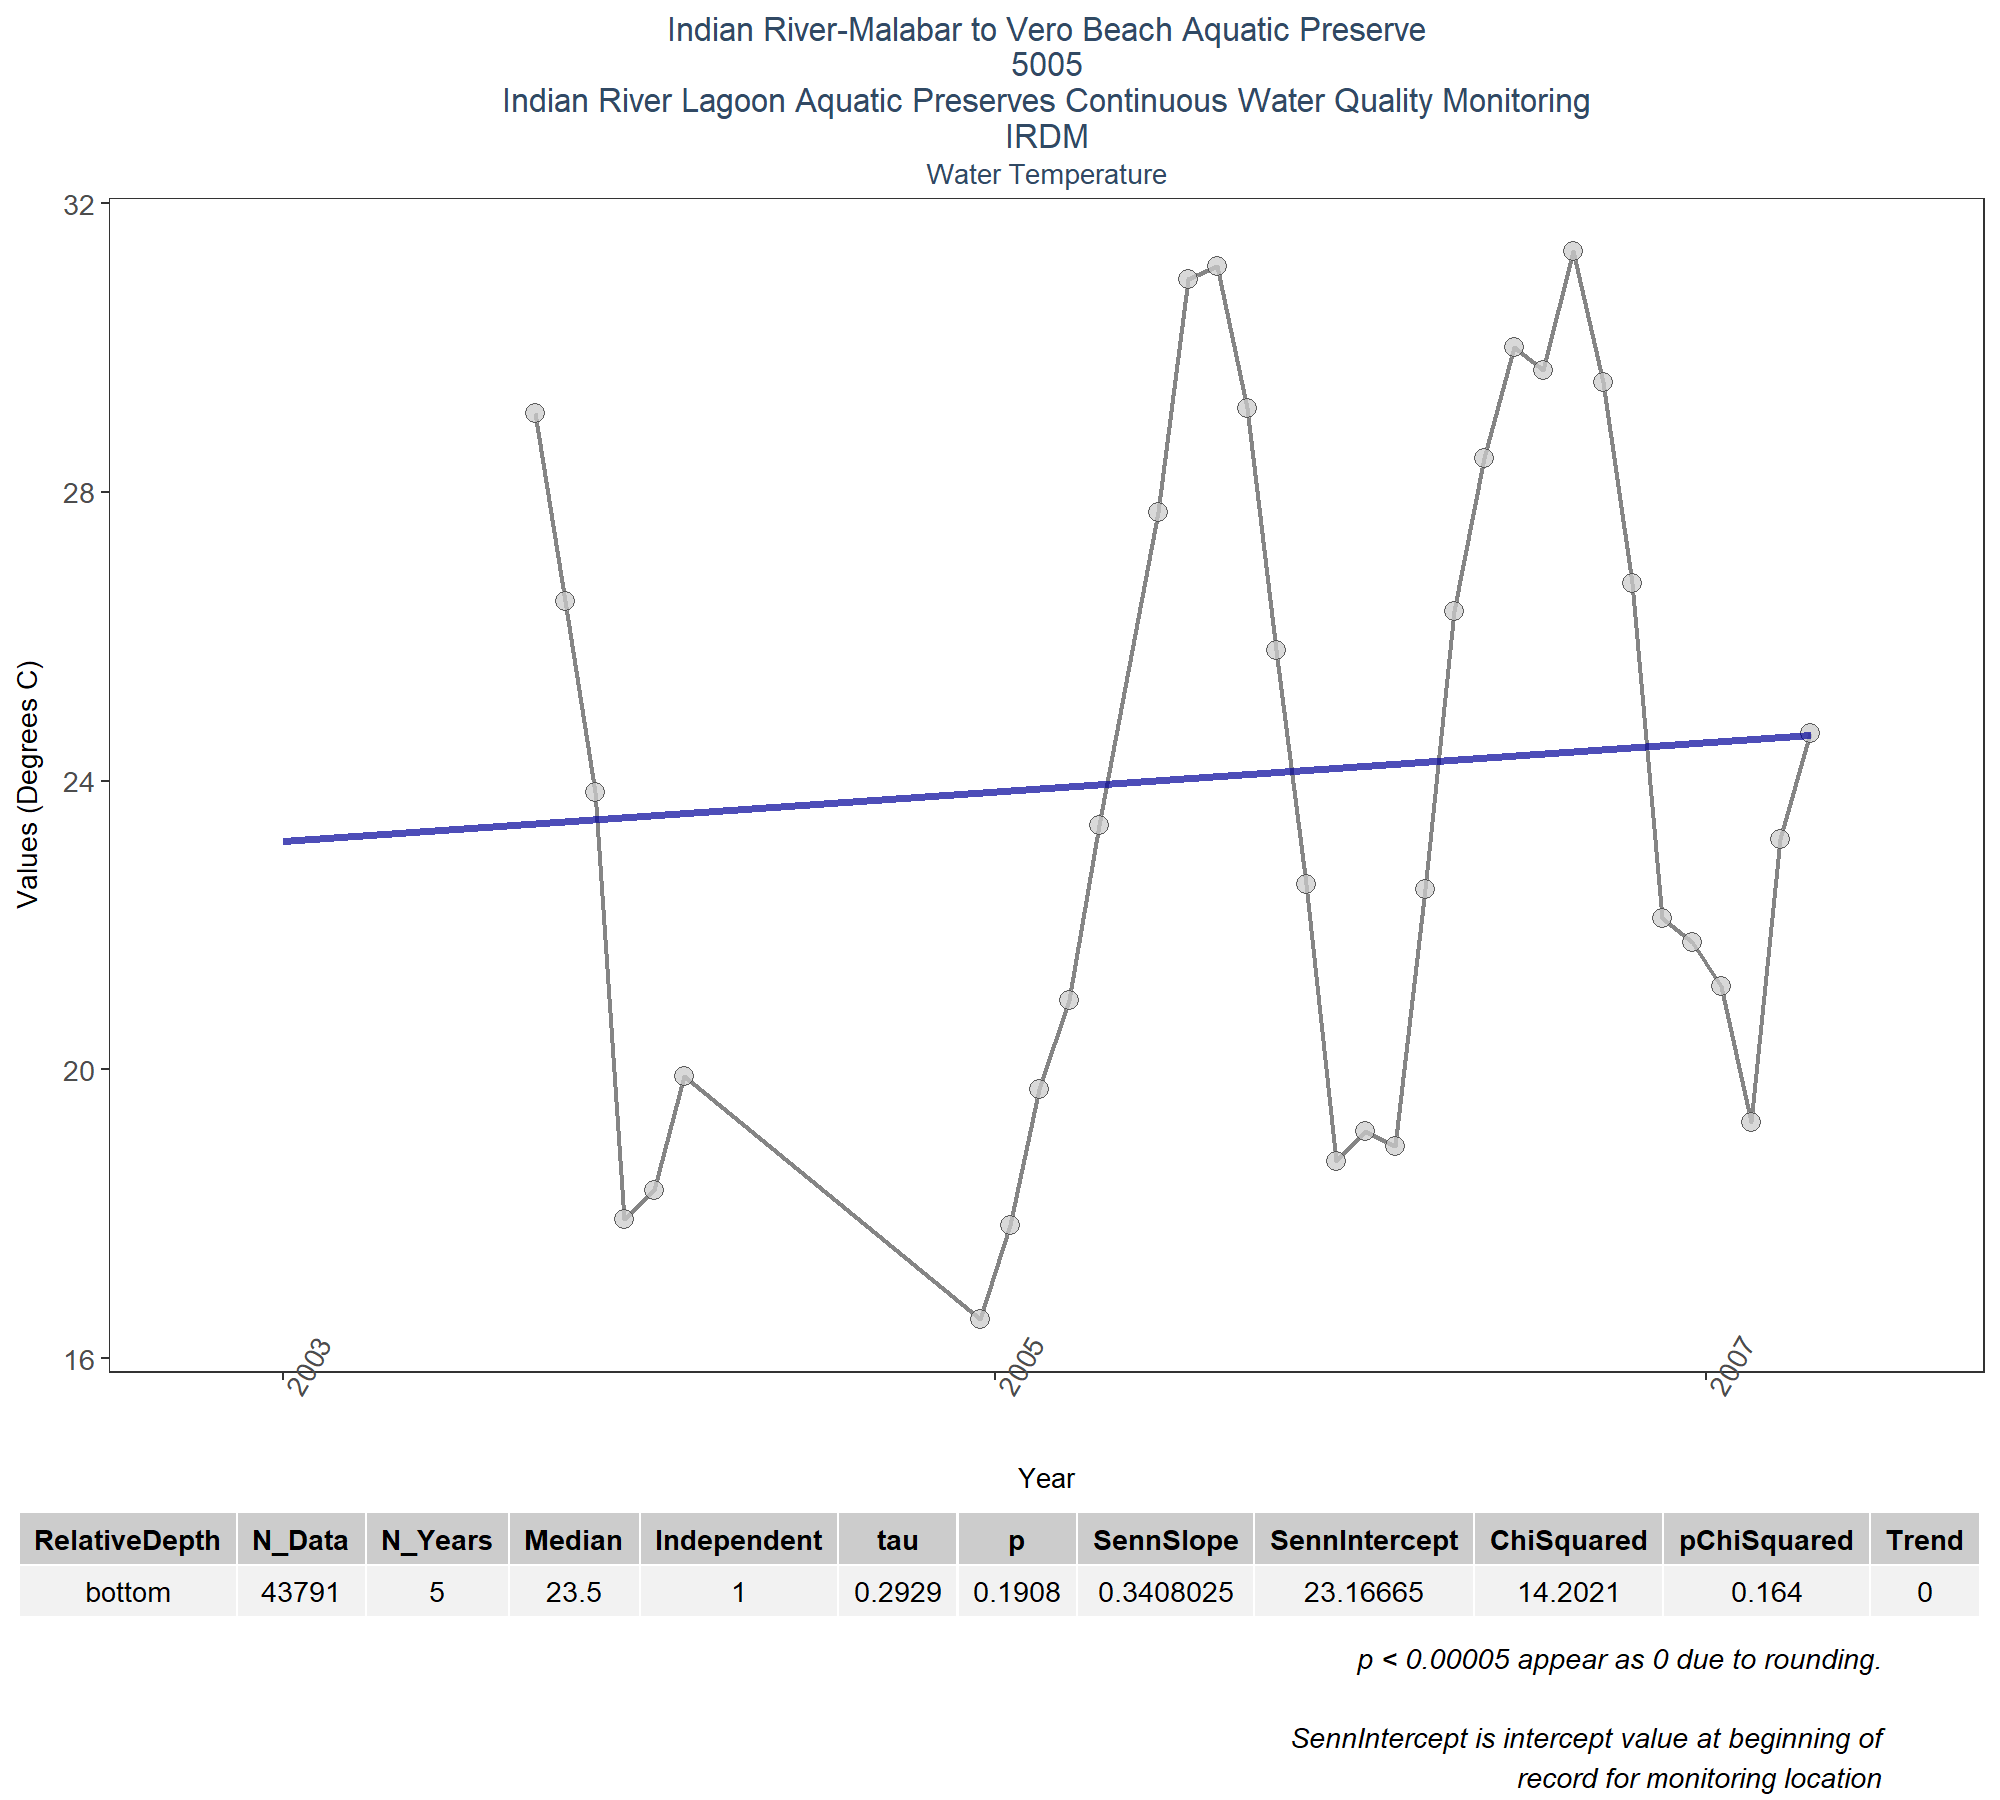 Indian River-Malabar to Vero Beach Aquatic Preserve
5005
Indian River Lagoon Aquatic Preserves Continuous Water Quality Monitoring
IRDM
Water Temperature
Values (Degrees C)
32
28
24
20
16
2003
2005
2007
Year
RelativeDepth N_Data N_Years Median Independent tau p SennSlope SennIntercept ChiSquared pChiSquared Trend
bottom 43791 5 23.5 1 0.2929 0.1908 0.3408025 23.16665 14.2021 0.164 0
p < 0.00005 appear as 0 due to rounding.
SennIntercept is intercept value at beginning of
record for monitoring location